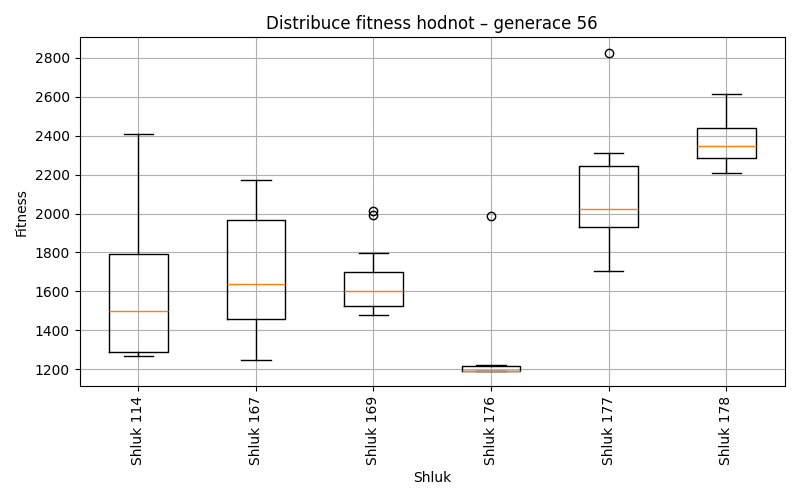 Distribuce fitness hodnot – generace 56
Fitness
2800
2600
2400
2200
2000
1800
1600
1400
1200
Shluk 114
Shluk 167
Shluk 169
Shluk 176
Shluk 177
Shluk 178
Shluk